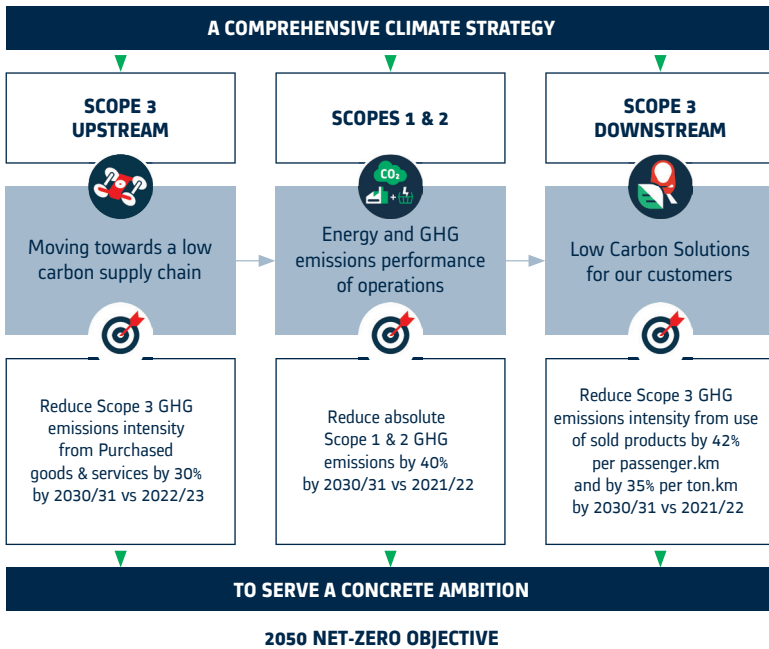 A COMPREHENSIVE CLIMATE STRATEGY
SCOPE 3
UPSTREAM
Moving towards a low
carbon supply chain
Reduce Scope 3 GHG
emissions intensity
from Purchased
goods & services by 30%
by 2030/31 vs 2022/23
SCOPES 1 & 2
CO₂
+
Energy and GHG
emissions performance
of operations
Reduce absolute
Scope 1 & 2 GHG
emissions by 40%
by 2030/31 vs 2021/22
SCOPE 3
DOWNSTREAM
Low Carbon Solutions
for our customers
Reduce Scope 3 GHG
emissions intensity from use
of sold products by 42%
per passenger.km
and by 35% per ton.km
by 2030/31 vs 2021/22
TO SERVE A CONCRETE AMBITION
2050 NET-ZERO OBJECTIVE